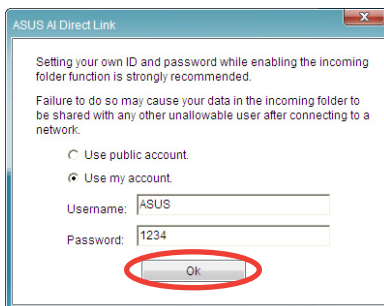 ASUS AI Direct Link
Setting your own ID and password while enabling the incoming
folder function is strongly recommended.
Failure to do so may cause your data in the incoming folder to
be shared with any other unallowable user after connecting to a
network.
Use public account.
Use my account.
Username: ASUS
Password: 1234
Ok